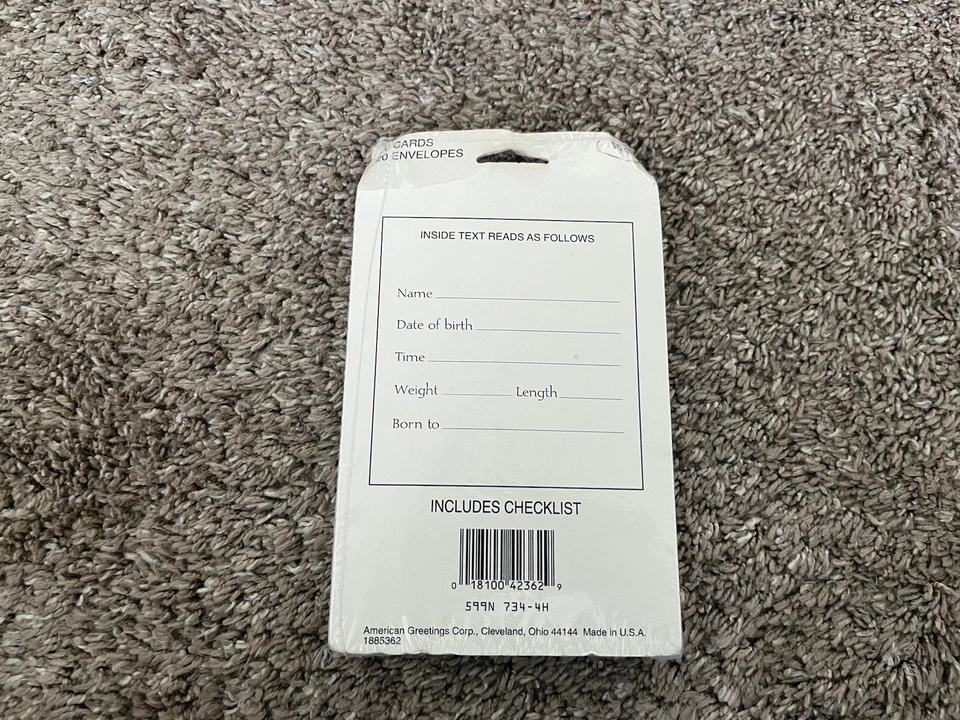 CARDS
20 ENVELOPES
INSIDE TEXT READS AS FOLLOWS
Name
Date of birth
Time
Weight Length
Born to
INCLUDES CHECKLIST
0 18100 42362 9
599N 734-4H
American Greetings Corp., Cleveland, Ohio 44144 Made in U.S.A.
1885362